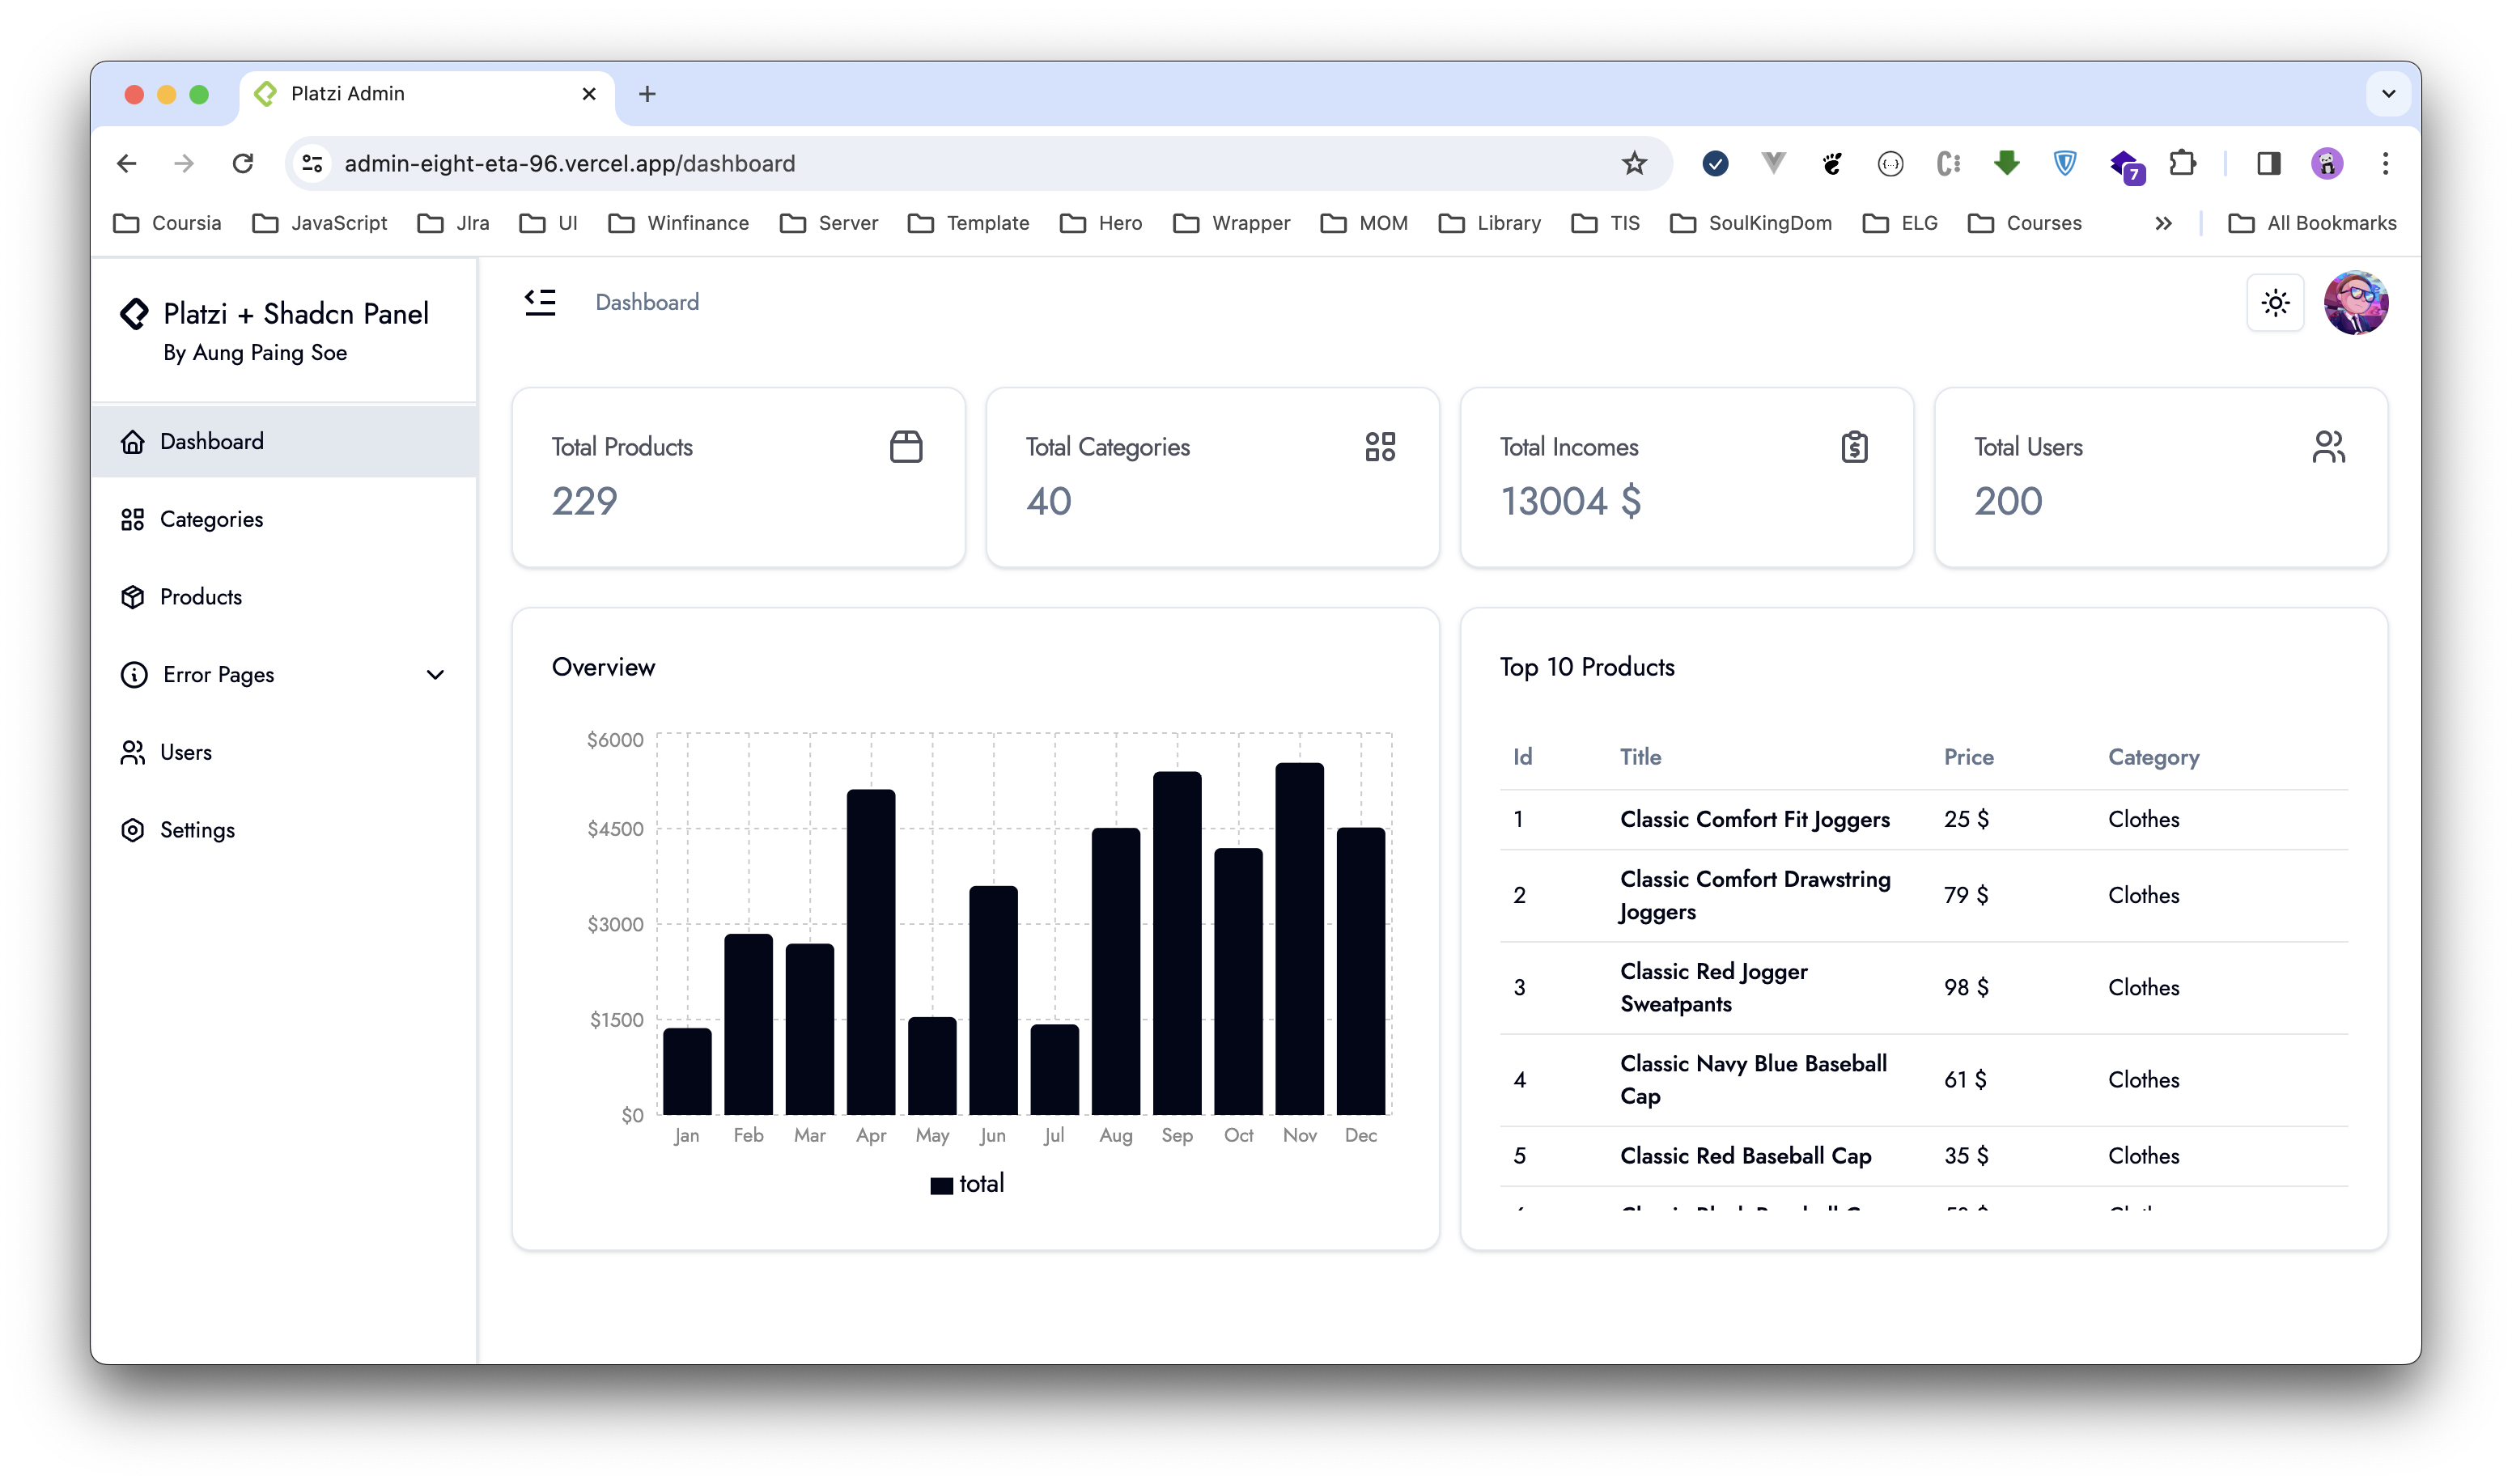 Platzi Admin
admin-eight-eta-96.vercel.app/dashboard
7
Coursia JavaScript JIra UI Winfinance Server Template Hero Wrapper MOM Library TIS SoulKingDom ELG Courses All Bookmarks
Platzi + Shadcn Panel
By Aung Paing Soe
Dashboard
Categories
Products
Error Pages
Users
Settings
Dashboard
Total Products
229
Total Categories
40
Total Incomes
13004 $
Total Users
200
Overview
$6000
$4500
$3000
$1500
$0
Jan Feb Mar Apr May Jun Jul Aug Sep Oct Nov Dec
total
Top 10 Products
Id Title Price Category
1 Classic Comfort Fit Joggers 25 $ Clothes
2 Classic Comfort Drawstring Joggers 79 $ Clothes
3 Classic Red Jogger Sweatpants 98 $ Clothes
4 Classic Navy Blue Baseball Cap 61 $ Clothes
5 Classic Red Baseball Cap 35 $ Clothes